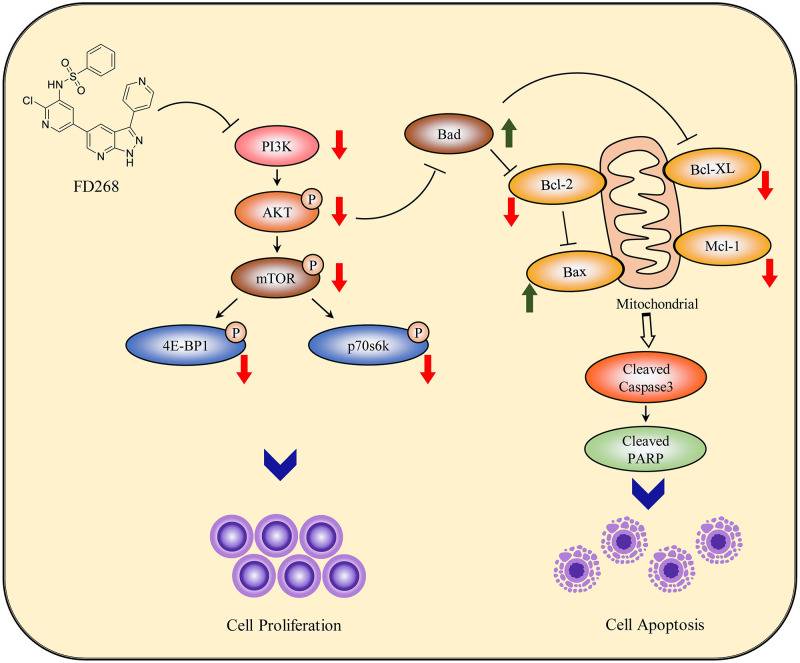 O
HN
S
O
Cl
N
N
N
N
N
H
FD268
PI3K
AKT
P
mTOR
P
4E-BP1
P
p70s6k
P
Bad
Bcl-2
Bax
Bcl-XL
Mcl-1
Mitochondrial
Cleaved
Caspase3
Cleaved
PARP
Cell Proliferation
Cell Apoptosis